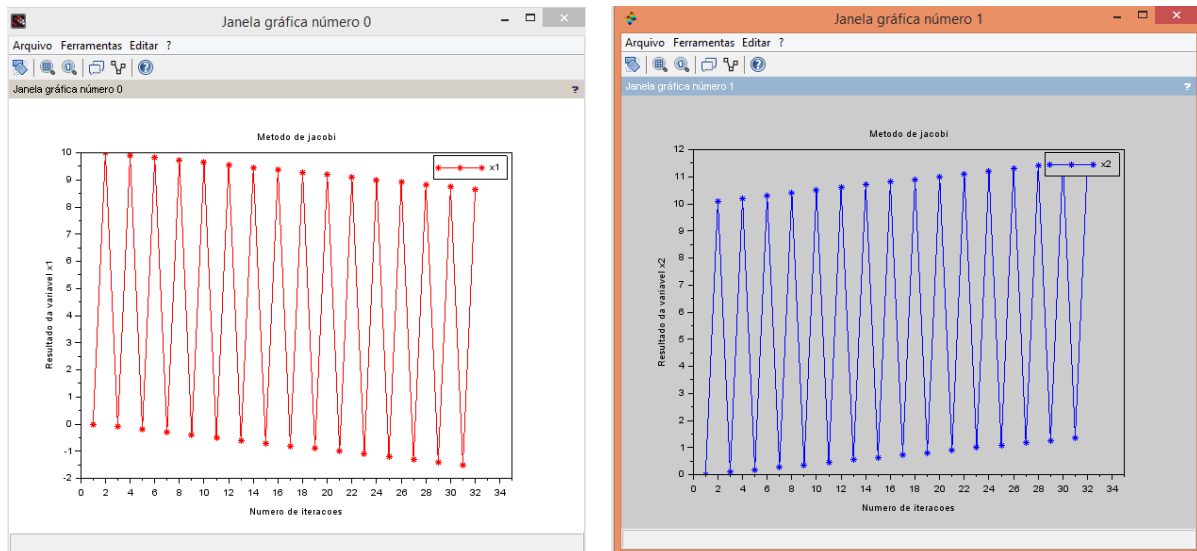 Janela gráfica número 0
Arquivo Ferramentas Editar ?
Janela gráfica número 0 ?
Metodo de jacobi
x1
10
9
8
7
6
5
4
3
2
1
0
-1
-2
Resultado da variavel x1
0 2 4 6 8 10 12 14 16 18 20 22 24 26 28 30 32 34
Numero de iteracoes
Janela gráfica número 1
Arquivo Ferramentas Editar ?
Janela gráfica número 1 ?
Metodo de jacobi
x2
12
11
10
9
8
7
6
5
4
3
2
1
0
Resultado da variavel x2
0 2 4 6 8 10 12 14 16 18 20 22 24 26 28 30 32 34
Numero de iteracoes